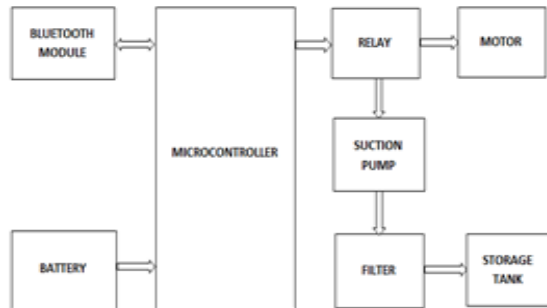 BLUETOOTH
MODULE
RELAY
MOTOR
MICROCONTROLLER
SUCTION
PUMP
BATTERY
FILTER
STORAGE
TANK